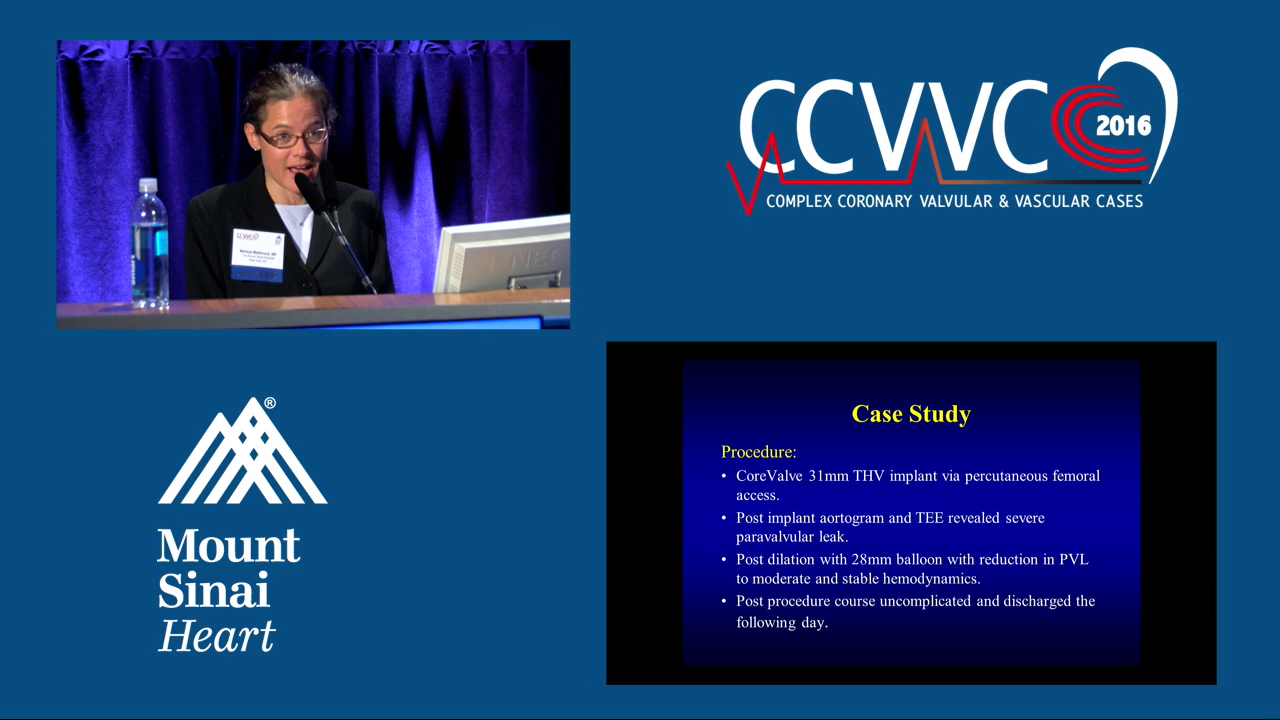 CCVVC 2016
COMPLEX CORONARY VALVULAR & VASCULAR CASES
NEC
®
Mount
Sinai
Heart
Case Study
Procedure:
• CoreValve 31mm THV implant via percutaneous femoral
access.
• Post implant aortogram and TEE revealed severe
paravalvular leak.
• Post dilation with 28mm balloon with reduction in PVL
to moderate and stable hemodynamics.
• Post procedure course uncomplicated and discharged the
following day.